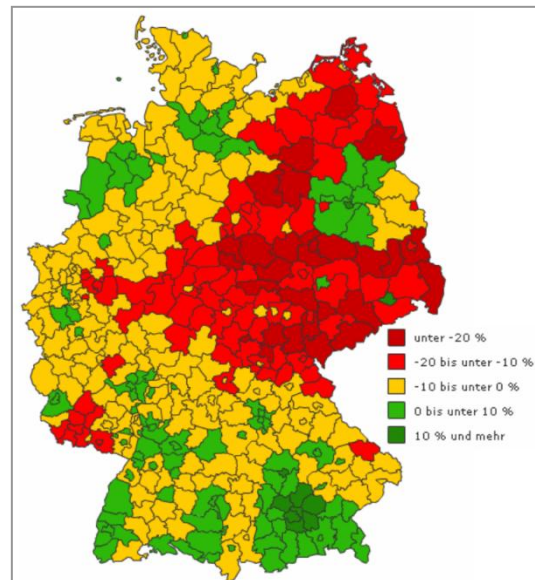 unter -20 %
-20 bis unter -10 %
-10 bis unter 0 %
0 bis unter 10 %
10 % und mehr